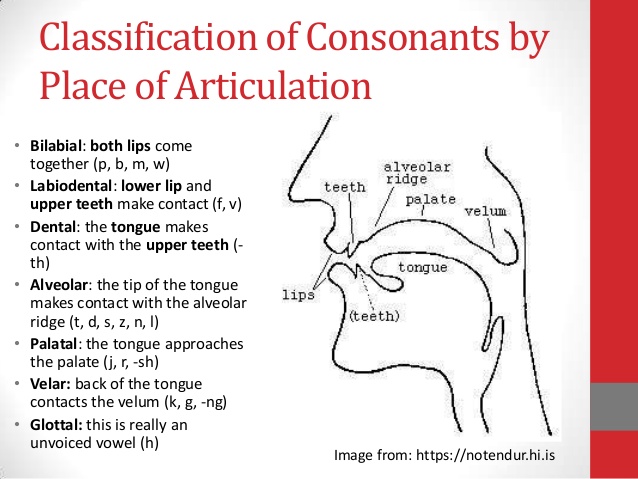 Classification of Consonants by
Place of Articulation
• Bilabial: both lips come
together (p, b, m, w)
• Labiodental: lower lip and
upper teeth make contact (f, v)
• Dental: the tongue makes
contact with the upper teeth (-
th)
• Alveolar: the tip of the tongue
makes contact with the alveolar
ridge (t, d, s, z, n, l)
• Palatal: the tongue approaches
the palate (j, r, -sh)
• Velar: back of the tongue
contacts the velum (k, g, -ng)
• Glottal: this is really an
unvoiced vowel (h)
alveolar
ridge
teeth
palate
velum
tongue
lips
(teeth)
Image from: https://notendur.hi.is